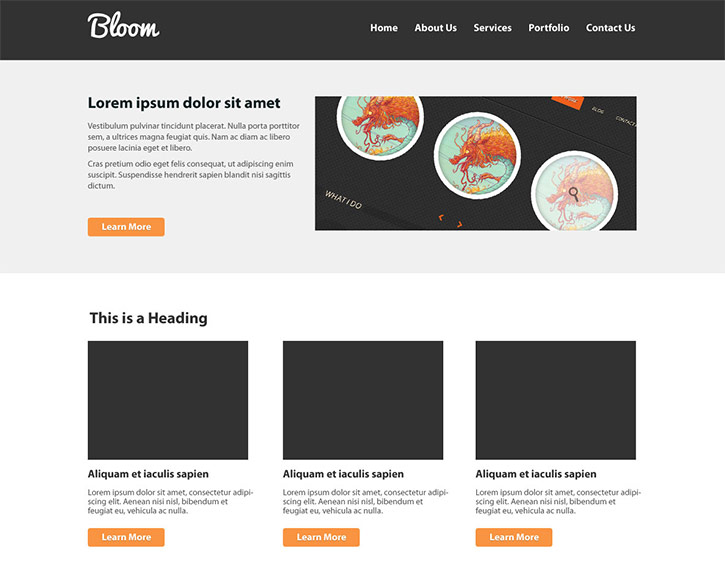 Bloom
Home About Us Services Portfolio Contact Us
Lorem ipsum dolor sit amet
Vestibulum pulvinar tincidunt placerat. Nulla porta porttitor
sem, a ultrices magna feugiat quis. Nam ac diam ac libero
posuere lacinia eget et libero.
Cras pretium odio eget felis consequat, ut adipiscing enim
suscipit. Suspendisse hendrerit sapien blandit nisi sagittis
dictum.
Learn More
BLOG
WHAT I DO
This is a Heading
Aliquam et iaculis sapien
Lorem ipsum dolor sit amet, consectetur adipi-
scing elit. Aenean nisi nisl, bibendum et
feugiat eu, vehicula ac nulla.
Learn More
Aliquam et iaculis sapien
Lorem ipsum dolor sit amet, consectetur adipi-
scing elit. Aenean nisi nisl, bibendum et
feugiat eu, vehicula ac nulla.
Learn More
Aliquam et iaculis sapien
Lorem ipsum dolor sit amet, consectetur adipi-
scing elit. Aenean nisi nisl, bibendum et
feugiat eu, vehicula ac nulla.
Learn More